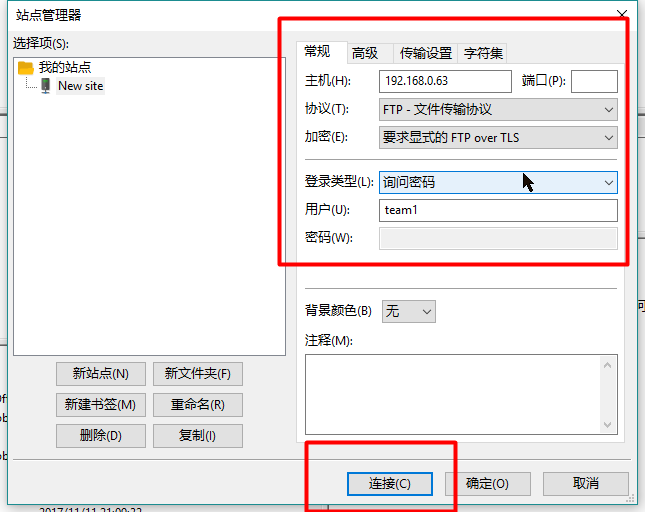 站点管理器
选择项(S):
我的站点
New site
新站点(N) 新文件夹(F)
新建书签(M) 重命名(R)
删除(D) 复制(I)
常规 高级 传输设置 字符集
主机(H): 192.168.0.63 端口(P):
协议(T): FTP - 文件传输协议
加密(E): 要求显式的 FTP over TLS
登录类型(L): 询问密码
用户(U): team1
密码(W):
背景颜色(B) 无
注释(M):
连接(C) 确定(O) 取消